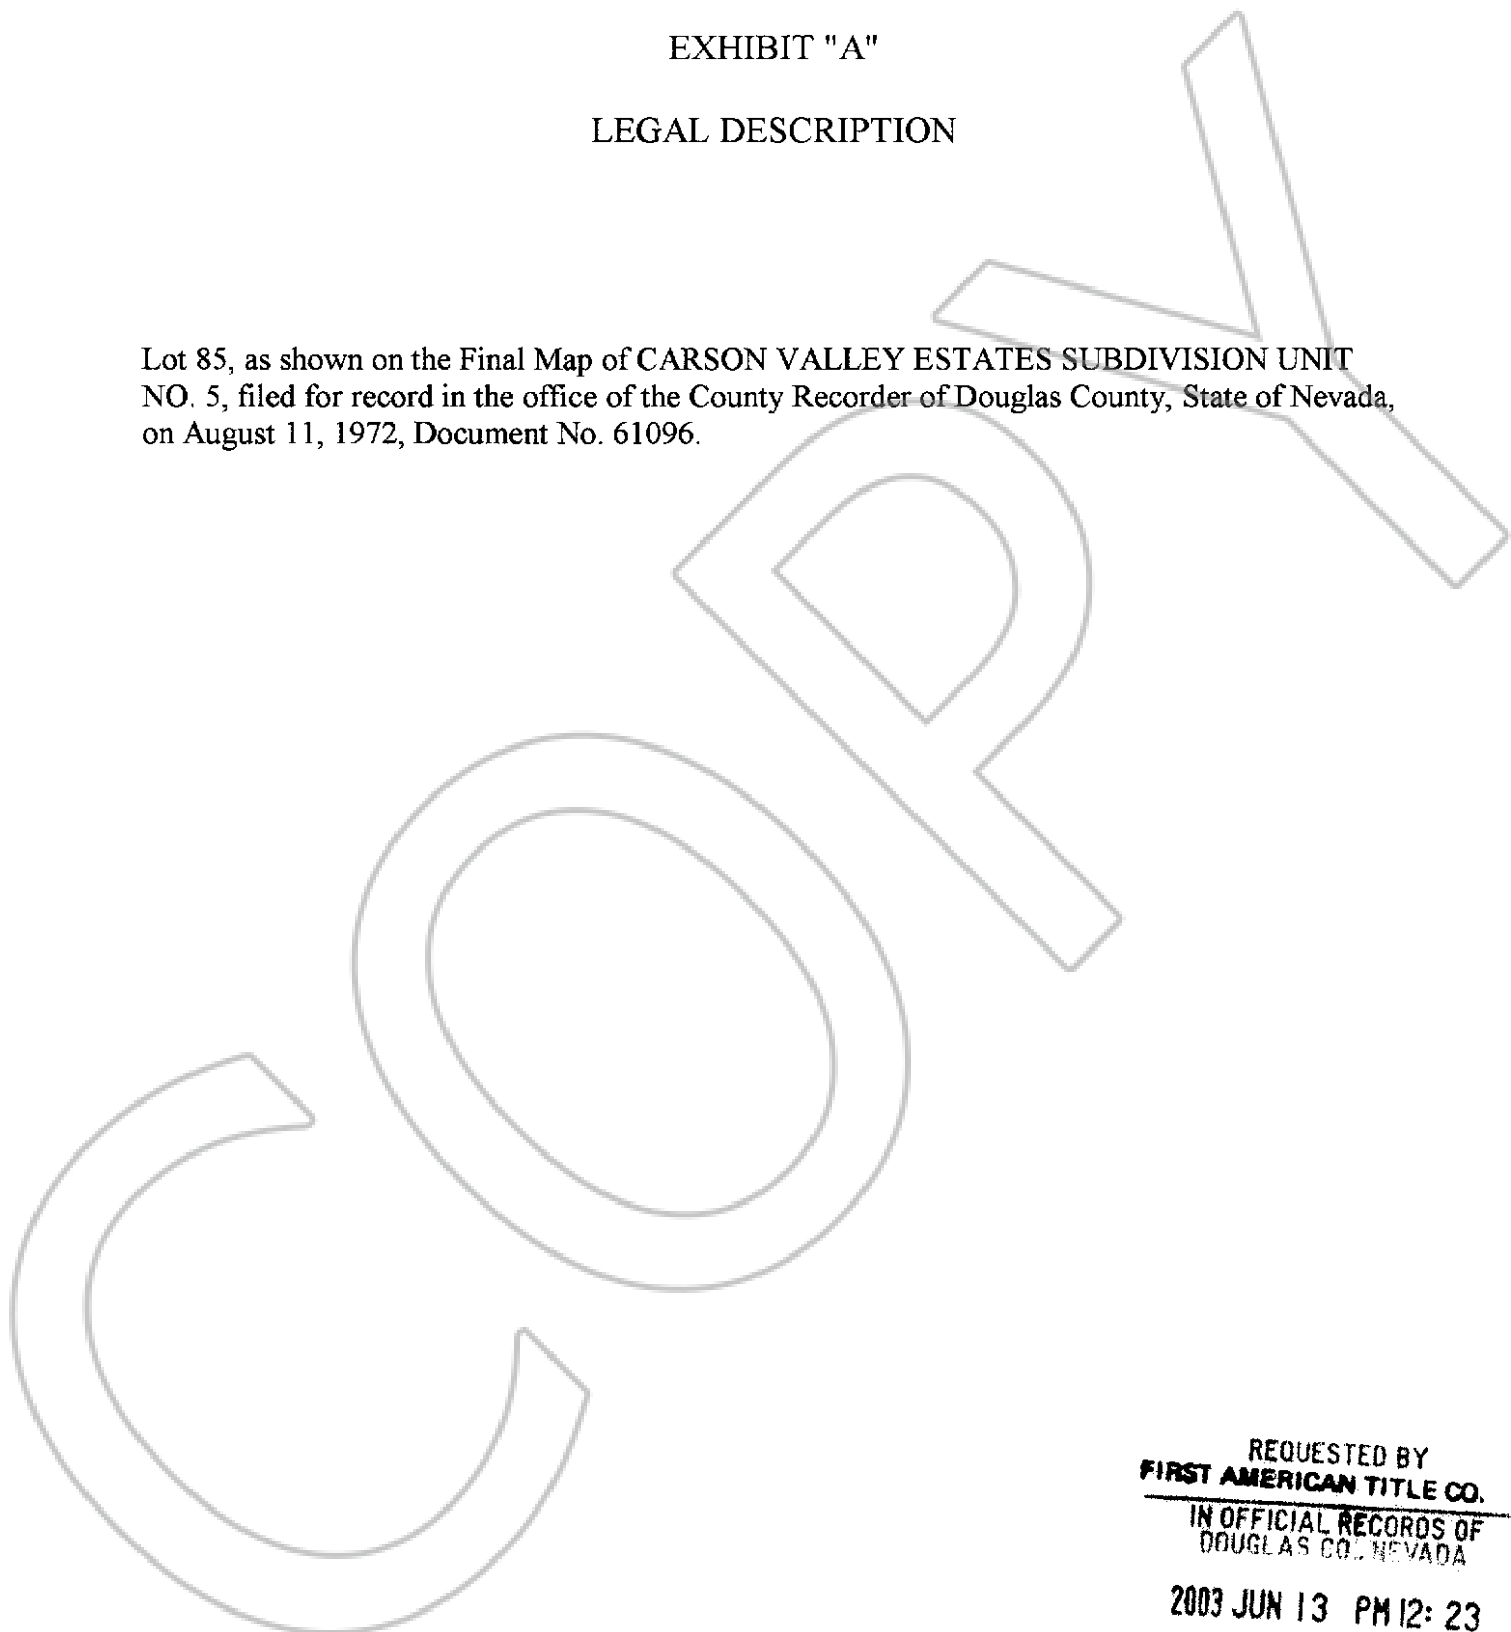 EXHIBIT "A"
LEGAL DESCRIPTION
Lot 85, as shown on the Final Map of CARSON VALLEY ESTATES SUBDIVISION UNIT
NO. 5, filed for record in the office of the County Recorder of Douglas County, State of Nevada,
on August 11, 1972, Document No. 61096.
COPY
REQUESTED BY
FIRST AMERICAN TITLE CO.
IN OFFICIAL RECORDS OF
DOUGLAS CO., NEVADA
2003 JUN 13 PM 12: 23